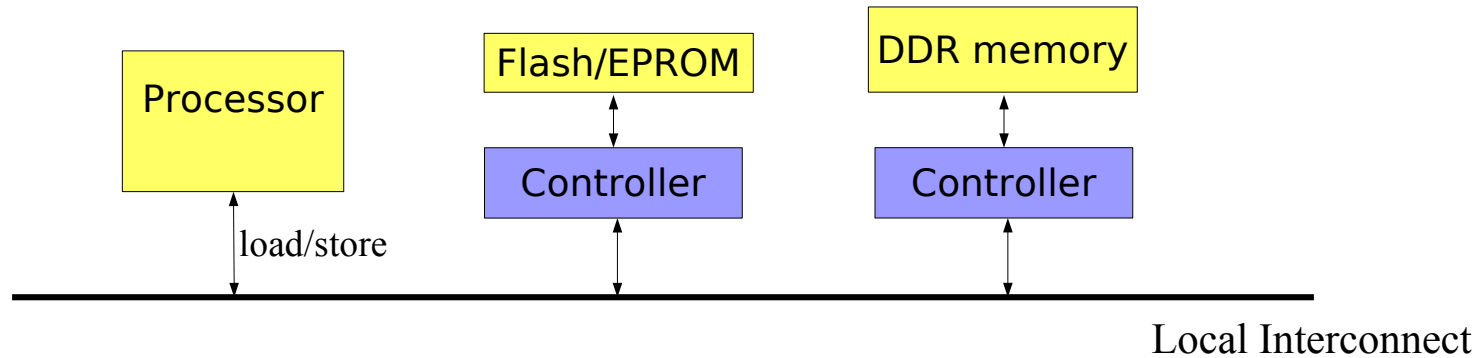 Processor
Flash/EPROM
DDR memory
Controller
Controller
load/store
Local Interconnect